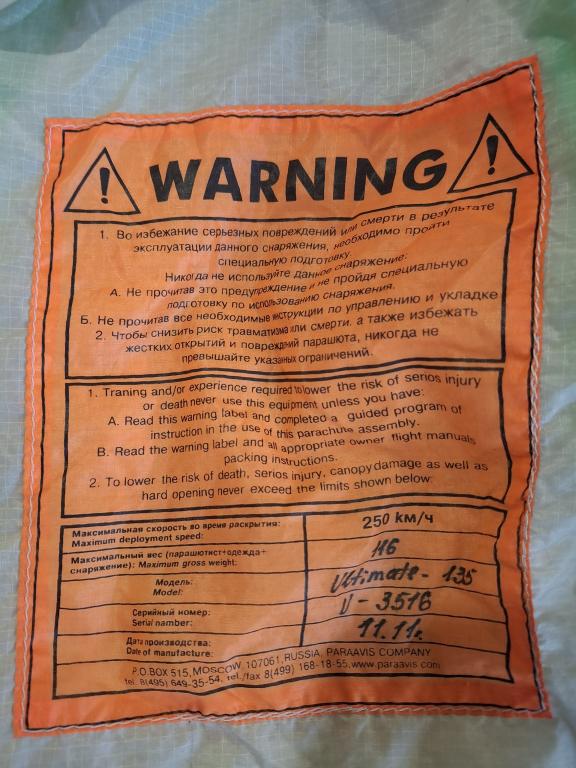 ! WARNING !
1. Во избежание серьезных повреждений или смерти в результате
эксплуатации данного снаряжения, необходимо пройти
специальную подготовку.
Никогда не используйте данное снаряжение:
А. Не прочитав это предупреждение и не пройдя специальную
подготовку по использованию снаряжения.
Б. Не прочитав все необходимые инструкции по управлению и укладке
2. Чтобы снизить риск травматизма или смерти, а также избежать
жестких открытий и повреждений парашюта, никогда не
превышайте указаных ограничений.
1. Traning and/or experience required to lower the risk of serios injury
or death never use this equipment unless you have:
A. Read this warning label and completed a guided program of
instruction in the use of this parachute assembly.
B. Read the warning label and all appropriate owner flight manuals
packing instructions.
2. To lower the risk of death, serios injury, canopy damage as well as
hard opening never exceed the limits shown below:
Максимальная скорость во время раскрытия:
Maximum deployment speed:
250 км/ч
Максимальный вес (парашютист+одежда+
снаряжение): Maximum gross weight:
116
Модель:
Model:
Ultimate - 135
Серийный номер:
Serial namber:
U - 3516
Дата производства:
Date of manufacture:
11.11г.
P.O.BOX 515, MOSCOW 107061, RUSSIA, PARAAVIS COMPANY
tel. 8(495) 649-35-54, tel./fax 8(499) 168-18-55, www.paraavis.com